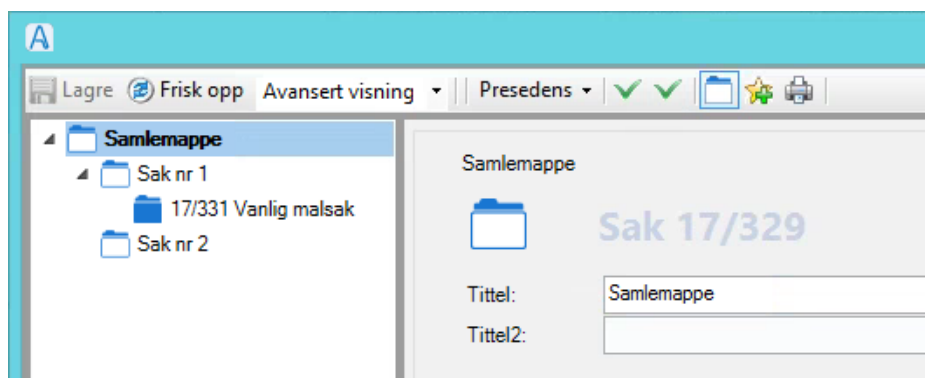 A
Lagre Frisk opp Avansert visning Presedens
Samlemappe
Sak nr 1
17/331 Vanlig malsak
Sak nr 2
Samlemappe
Sak 17/329
Tittel: Samlemappe
Tittel2: